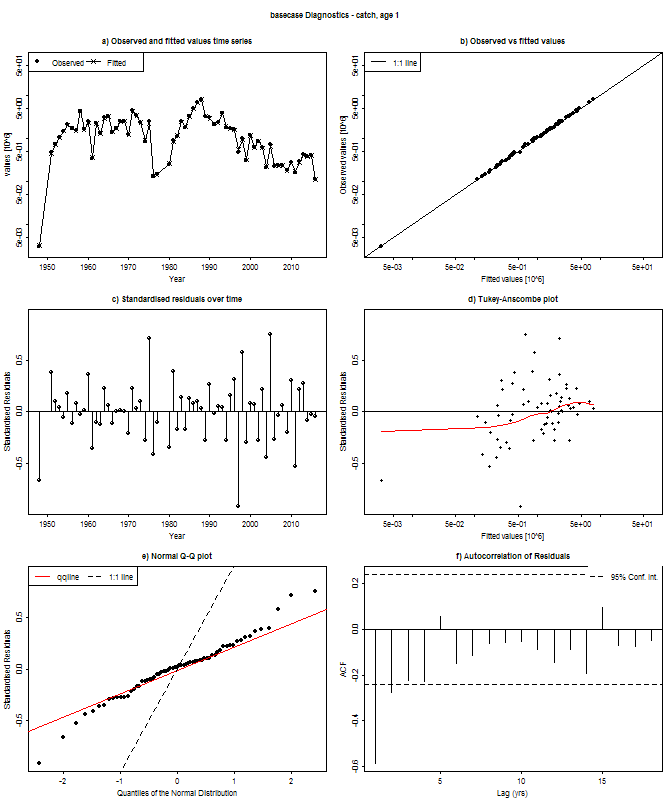 basecase Diagnostics - catch, age 1
a) Observed and fitted values time series
Observed Fitted
values [10^6]
5e-03 5e-02 5e-01 5e+00 5e+01
1950 1960 1970 1980 1990 2000 2010
Year
b) Observed vs fitted values
1:1 line
Observed values [10^6]
5e-03 5e-02 5e-01 5e+00 5e+01
5e-03 5e-02 5e-01 5e+00 5e+01
Fitted values [10^6]
c) Standardised residuals over time
Standardised Residuals
-0.5 0.0 0.5
1950 1960 1970 1980 1990 2000 2010
Year
d) Tukey-Anscombe plot
Standardised Residuals
-0.5 0.0 0.5
5e-03 5e-02 5e-01 5e+00 5e+01
Fitted values [10^6]
e) Normal Q-Q plot
qqline 1:1 line
Standardised Residuals
-0.5 0.0 0.5
-2 -1 0 1 2
Quantiles of the Normal Distribution
f) Autocorrelation of Residuals
95% Conf. Int.
ACF
-0.6 -0.4 -0.2 0.0 0.2
5 10 15
Lag (yrs)